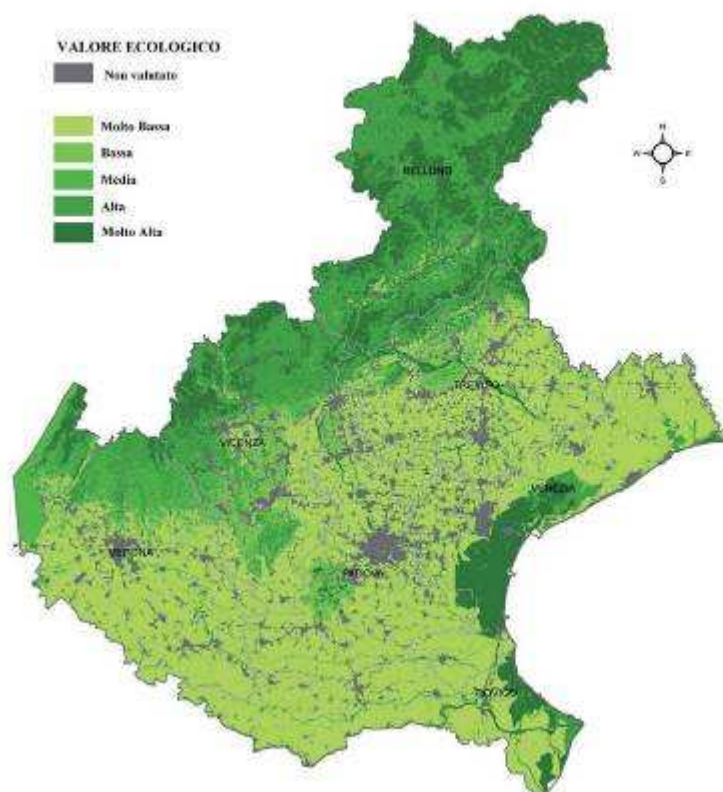 VALORE ECOLOGICO
Non valutato
Molto Bassa
Bassa
Media
Alta
Molto Alta
N
W E
S
BELLUNO
TREVISO
VICENZA
VENEZIA
VERONA
PADOVA
ROVIGO